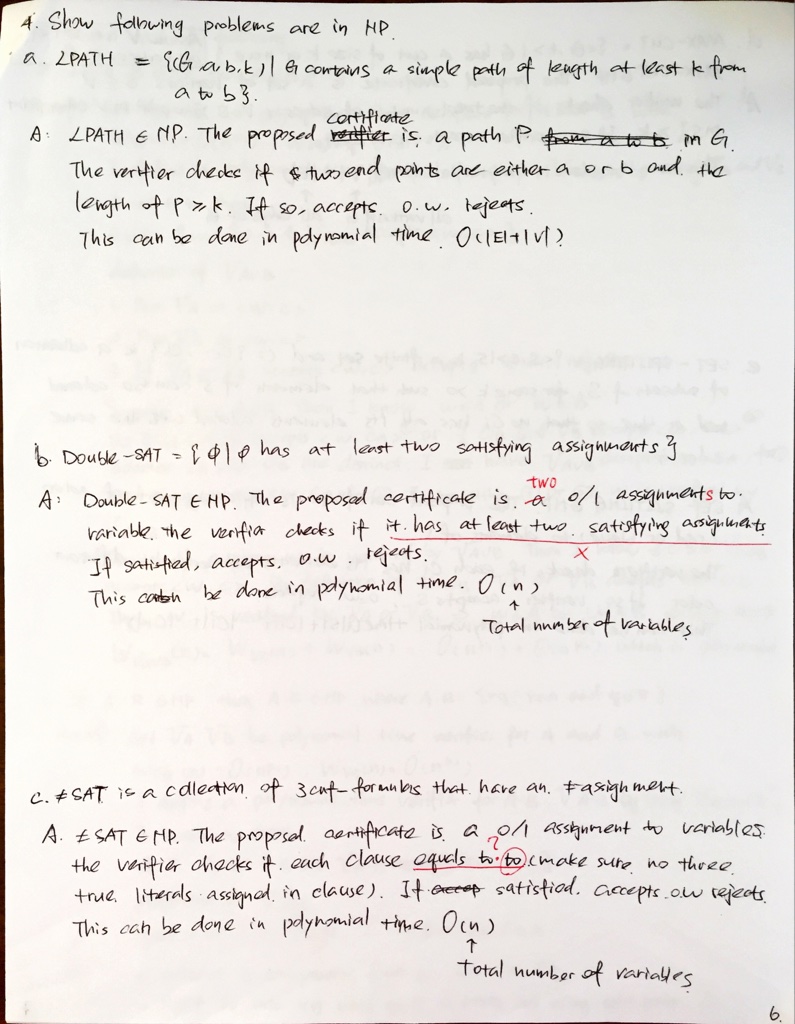 4. Show following problems are in NP.
a. LPATH = {(G, a, b, k) | G contains a simple path of length at least k from
a to b}.
certificate
A: LPATH ∈ NP. The proposed verifier is a path P from a to b in G.
The verifier checks if two end points are either a or b and the
length of P ≥ k. If so, accepts. o.w. rejects.
This can be done in polynomial time. O(|E|+|V|)
b. Double-SAT = {ϕ | ϕ has at least two satisfying assignments}
two
A: Double-SAT ∈ NP. The proposed certificate is a 0/1 assignments to
variable. the verifier checks if it has at least two satisfying assignments
x
If satisfied, accepts, o.w. rejects.
This can be done in polynomial time. O(n)
↑
Total number of variables
c. ≠SAT is a collection of 3cnf-formulas that have an ≠asighment.
A. ≠SAT ∈ NP. The proposal certificate is a 0/1 assignment to variables
?
the verifier checks if each clause equals to to (make sure no three
true literals assigned in clause). If accep satisfied. accepts o.w rejects.
This can be done in polynomial time. O(n)
↑
Total number of variables
6.